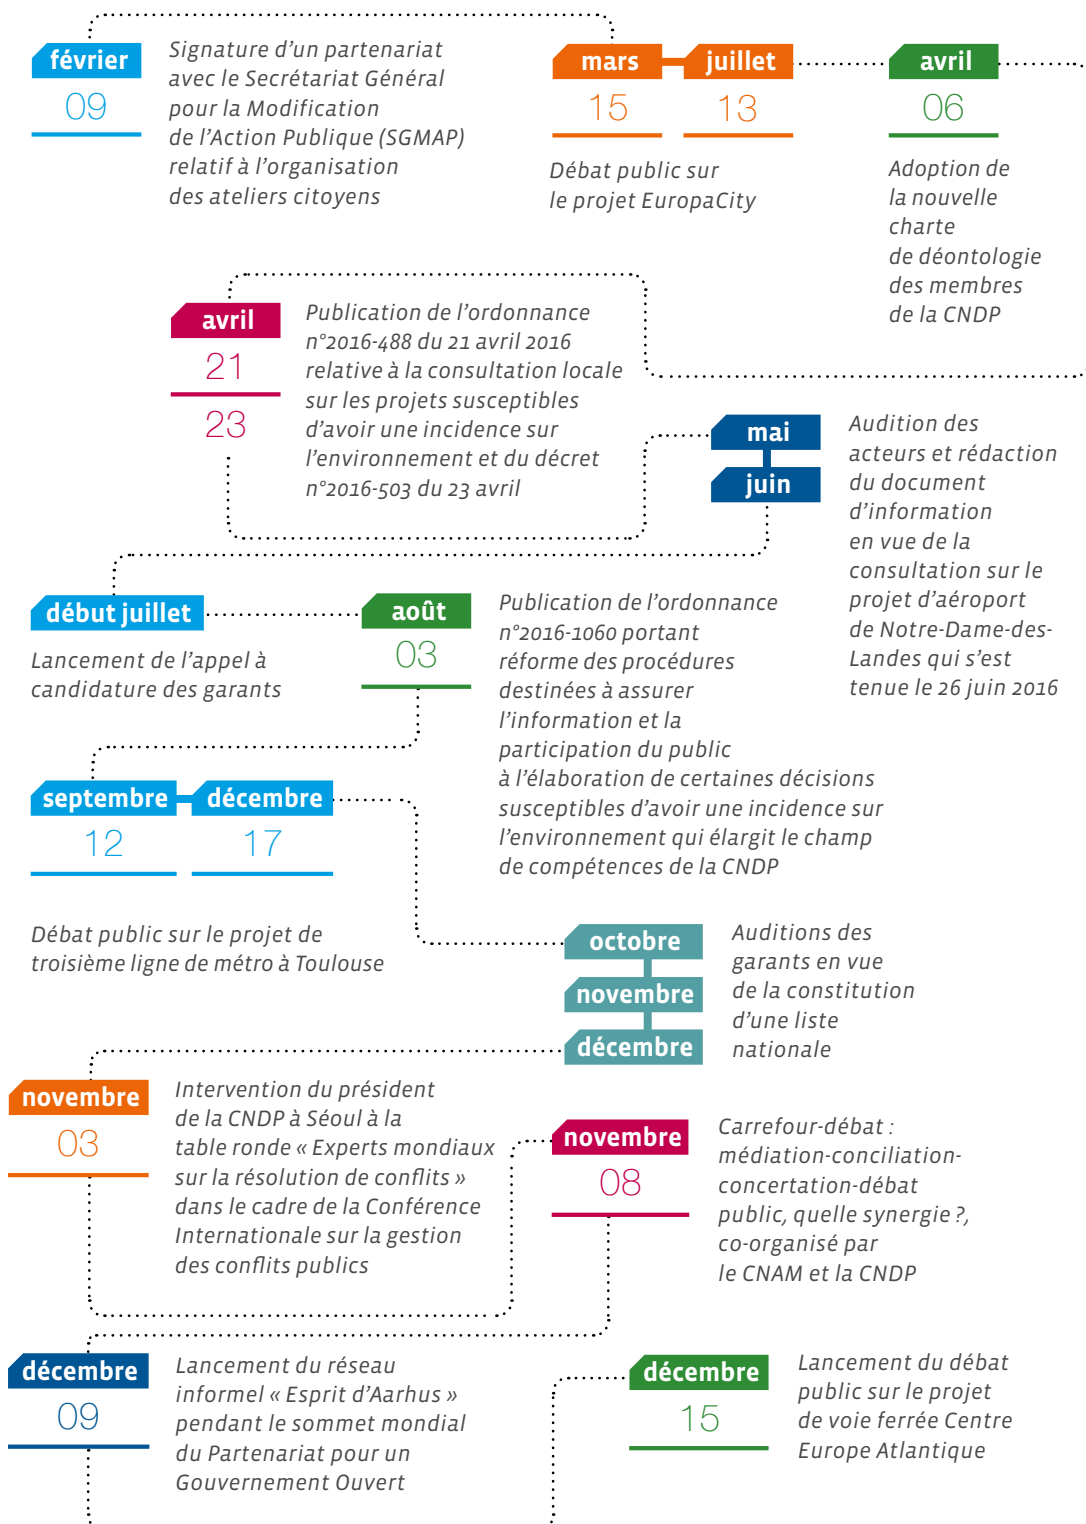 février
09
Signature d'un partenariat
avec le Secrétariat Général
pour la Modification
de l'Action Publique (SGMAP)
relatif à l'organisation
des ateliers citoyens
mars juillet
15 13
Débat public sur
le projet EuropaCity
avril
06
Adoption de
la nouvelle
charte
de déontologie
des membres
de la CNDP
avril
21
23
Publication de l'ordonnance
n°2016-488 du 21 avril 2016
relative à la consultation locale
sur les projets susceptibles
d'avoir une incidence sur
l'environnement et du décret
n°2016-503 du 23 avril
mai
juin
Audition des
acteurs et rédaction
du document
d'information
en vue de la
consultation sur le
projet d'aéroport
de Notre-Dame-des-
Landes qui s'est
tenue le 26 juin 2016
début juillet
Lancement de l'appel à
candidature des garants
août
03
Publication de l'ordonnance
n°2016-1060 portant
réforme des procédures
destinées à assurer
l'information et la
participation du public
à l'élaboration de certaines décisions
susceptibles d'avoir une incidence sur
l'environnement qui élargit le champ
de compétences de la CNDP
septembre décembre
12 17
Débat public sur le projet de
troisième ligne de métro à Toulouse
octobre
novembre
décembre
Auditions des
garants en vue
de la constitution
d'une liste
nationale
novembre
03
Intervention du président
de la CNDP à Séoul à la
table ronde « Experts mondiaux
sur la résolution de conflits »
dans le cadre de la Conférence
Internationale sur la gestion
des conflits publics
novembre
08
Carrefour-débat :
médiation-conciliation-
concertation-débat
public, quelle synergie ?,
co-organisé par
le CNAM et la CNDP
décembre
09
Lancement du réseau
informel « Esprit d'Aarhus »
pendant le sommet mondial
du Partenariat pour un
Gouvernement Ouvert
décembre
15
Lancement du débat
public sur le projet
de voie ferrée Centre
Europe Atlantique